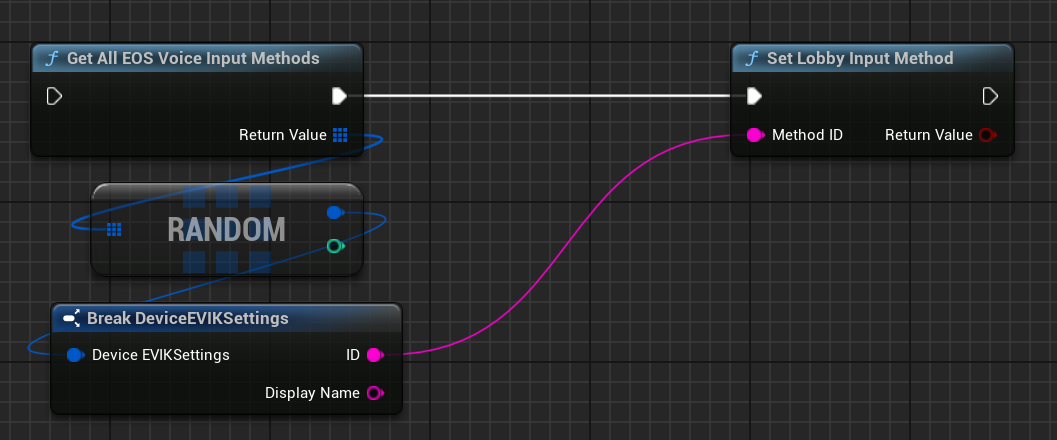 Get All EOS Voice Input Methods
Return Value
Set Lobby Input Method
Method ID Return Value
RANDOM
Break DeviceEVIKSettings
Device EVIKSettings ID
Display Name